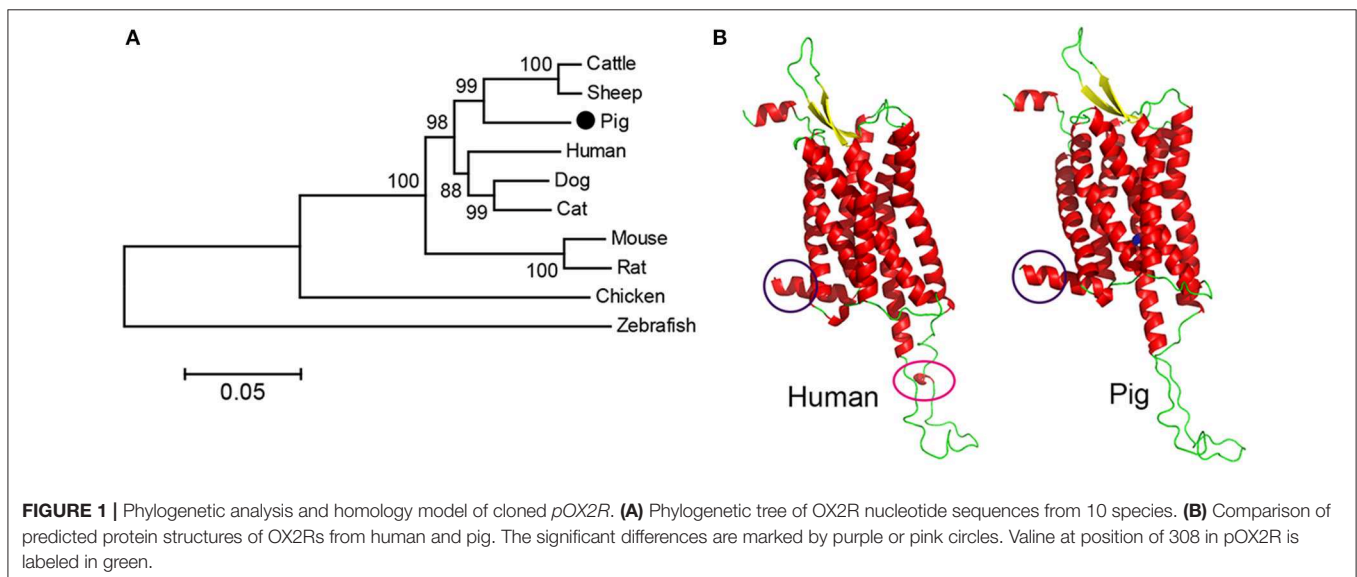 A
B
100
Cattle
Sheep
99
Pig
98
Human
100
88
Dog
99
Cat
Mouse
100
Rat
Chicken
Zebrafish
0.05
Human
Pig
FIGURE 1 | Phylogenetic analysis and homology model of cloned pOX2R. (A) Phylogenetic tree of OX2R nucleotide sequences from 10 species. (B) Comparison of
predicted protein structures of OX2Rs from human and pig. The significant differences are marked by purple or pink circles. Valine at position of 308 in pOX2R is
labeled in green.